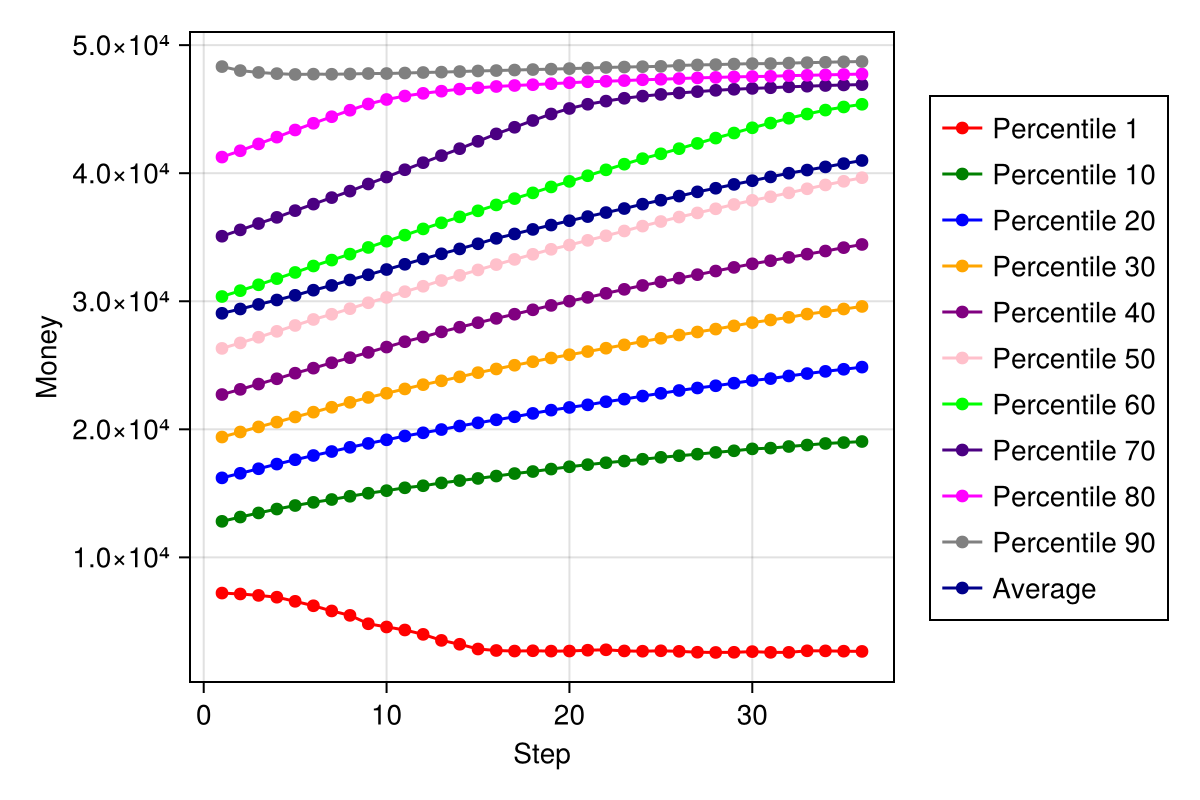 5.0×10⁴
4.0×10⁴
3.0×10⁴
2.0×10⁴
1.0×10⁴
Money
0 10 20 30
Step
Percentile 1
Percentile 10
Percentile 20
Percentile 30
Percentile 40
Percentile 50
Percentile 60
Percentile 70
Percentile 80
Percentile 90
Average